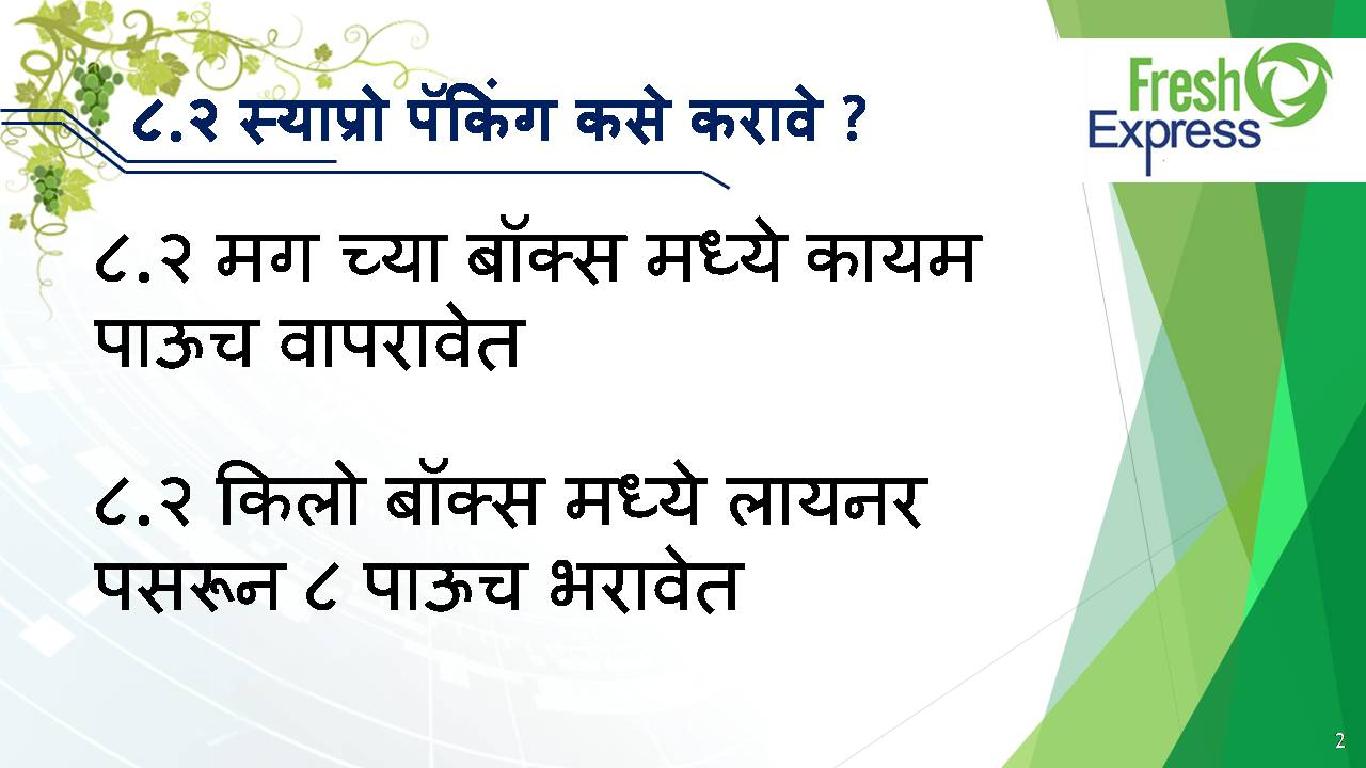 ८.२ स्याप्रो पॅकिंग कसे करावे ?
Fresh
Express
८.२ मग च्या बॉक्स मध्ये कायम
पाऊच वापरावेत
८.२ किलो बॉक्स मध्ये लायनर
पसरून ८ पाऊच भरावेत
2